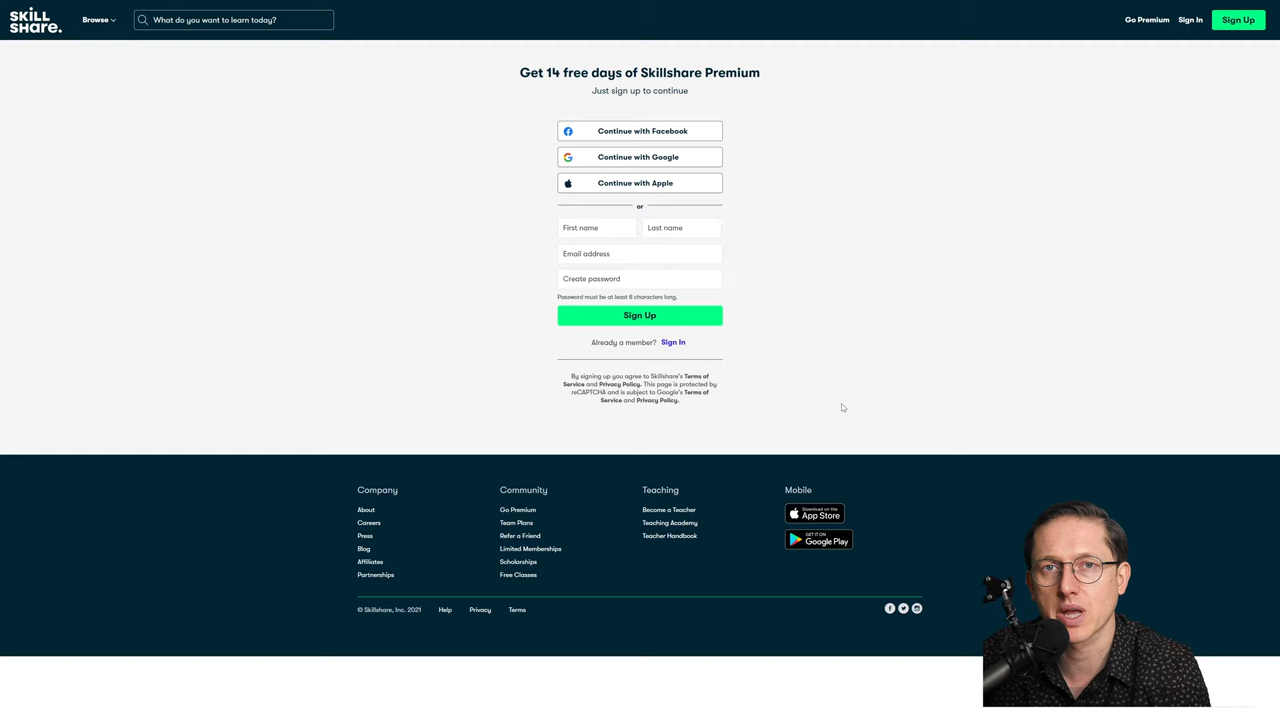 SKILL
SHARE.
Browse
What do you want to learn today?
Go Premium
Sign In
Sign Up
Get 14 free days of Skillshare Premium
Just sign up to continue
Continue with Facebook
Continue with Google
Continue with Apple
or
First name
Last name
Email address
Create password
Password must be at least 8 characters long.
Sign Up
Already a member? Sign In
By signing up you agree to Skillshare's Terms of
Service and Privacy Policy. This page is protected by
reCAPTCHA and is subject to Google's Terms of
Service and Privacy Policy.
Company
About
Careers
Press
Blog
Affiliates
Partnerships
Community
Go Premium
Team Plans
Refer a Friend
Limited Memberships
Scholarships
Free Classes
Teaching
Become a Teacher
Teaching Academy
Teacher Handbook
Mobile
Download on the
App Store
GET IT ON
Google Play
© Skillshare, Inc. 2021
Help
Privacy
Terms